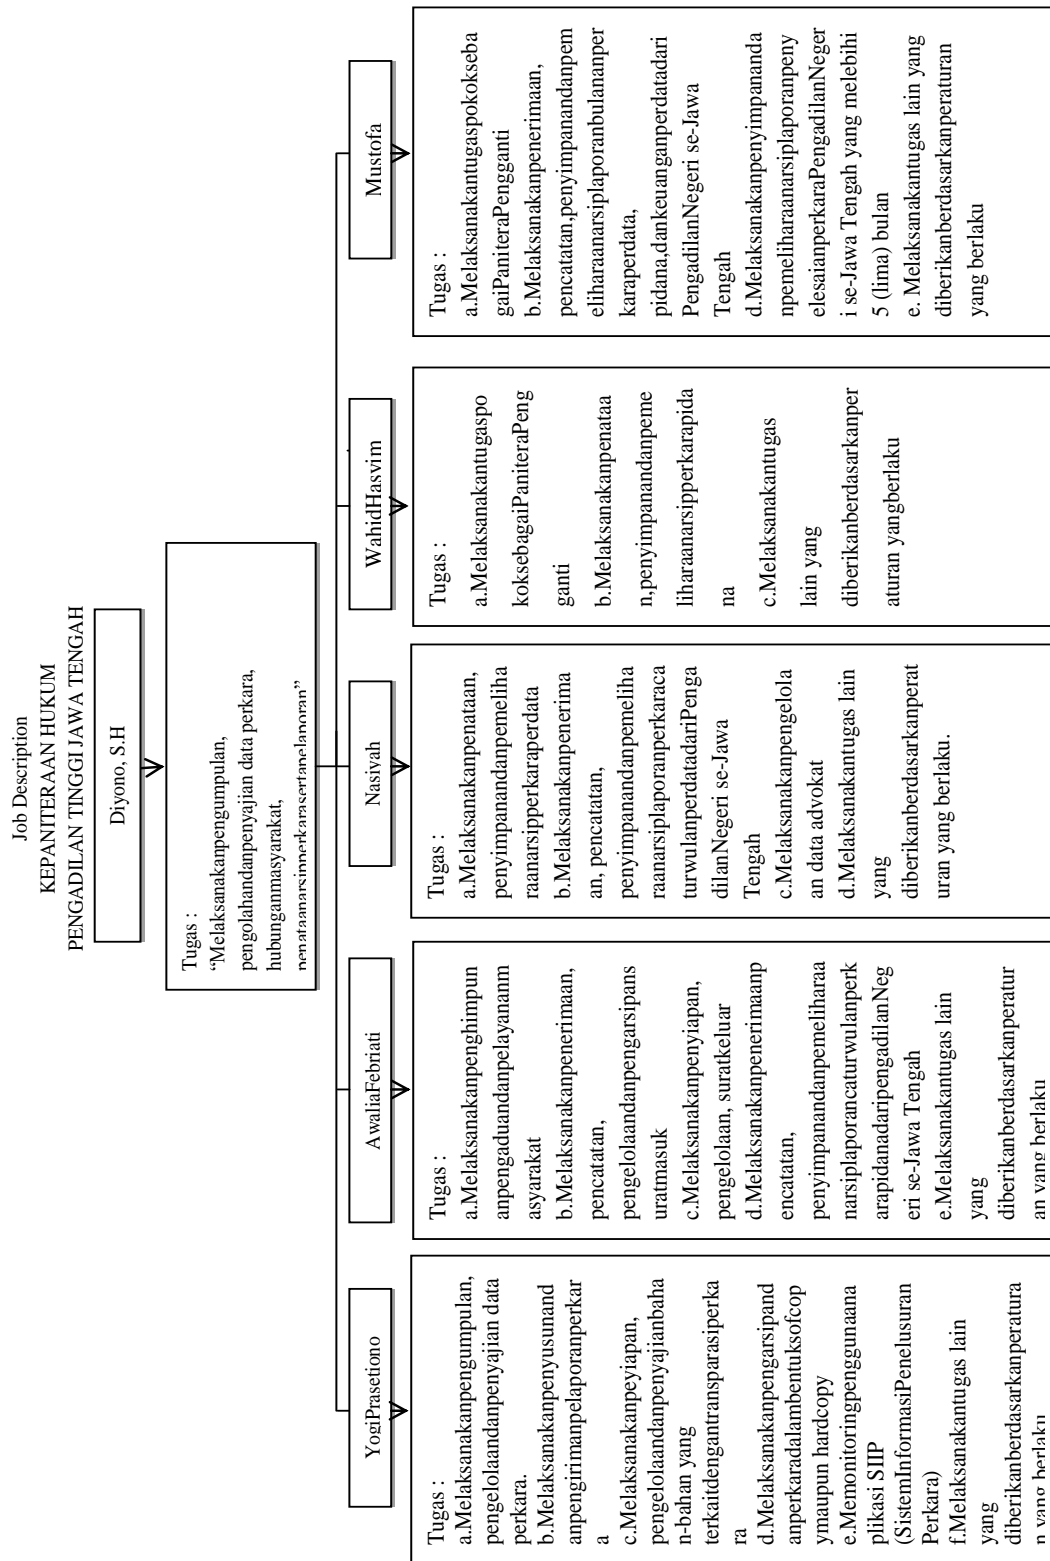 Job Description
KEPANITERAAN HUKUM
PENGADILAN TINGGI JAWA TENGAH
Diyono, S.H
Tugas :
“Melaksanakanpengumpulan,
pengolahandanpenyajian data perkara,
hubunganmasyarakat,
penataanarsipperkarasertapelaporan”
YogiPrasetiono
Tugas :
a.Melaksanakanpengumpulan,
pengelolaandanpenyajian data
perkara.
b.Melaksanakanpenyusunand
anpengirimanpelaporanperkar
a
c.Melaksanakanpeyiapan,
pengelolaandanpenyajianbaha
n-bahan yang
terkaitdengantransparasiperka
ra
d.Melaksanakanpengarsipand
anperkaradalambentuksofcop
ymaupun hardcopy
e.Memonitoringpenggunaana
plikasi SIIP
(SistemInformasiPenelusuran
Perkara)
f.Melaksanakantugas lain
yang
diberikanberdasarkanperatura
n yang berlaku
AwaliaFebriati
Tugas :
a.Melaksanakanpenghimpun
anpengaduandanpelayananm
asyarakat
b.Melaksanakanpenerimaan,
pencatatan,
pengelolaandanpengarsipans
uratmasuk
c.Melaksanakanpenyiapan,
pengelolaan, suratkeluar
d.Melaksanakanpenerimaanp
encatatan,
penyimpanandanpemeliharaa
narsiplaporancaturwulanperk
arapidanadaripengadilanNeg
eri se-Jawa Tengah
e.Melaksanakantugas lain
yang
diberikanberdasarkanperatur
an yang berlaku
Nasiyah
Tugas :
a.Melaksanakanpenataan,
penyimpanandanpemeliha
raanarsipperkaraperdata
b.Melaksanakanpenerima
an, pencatatan,
penyimpanandanpemeliha
raanarsiplaporanperkaraca
turwulanperdatadariPenga
dilanNegeri se-Jawa
Tengah
c.Melaksanakanpengelola
an data advokat
d.Melaksanakantugas lain
yang
diberikanberdasarkanperat
uran yang berlaku.
WahidHasyim
Tugas :
a.Melaksanakantugaspo
koksebagaiPaniteraPeng
ganti
b.Melaksanakanpenataa
n,penyimpanandanpeme
liharaanarsipperkarapida
na
c.Melaksanakantugas
lain yang
diberikanberdasarkanper
aturan yangberlaku
Mustofa
Tugas :
a.Melaksanakantugaspokokseba
gaiPaniteraPengganti
b.Melaksanakanpenerimaan,
pencatatan,penyimpanandanpem
eliharaanarsiplaporanbulananper
karaperdata,
pidana,dankeuanganperdatadari
PengadilanNegeri se-Jawa
Tengah
d.Melaksanakanpenyimpananda
npemeliharaanarsiplaporanpeny
elesaianperkaraPengadilanNeger
i se-Jawa Tengah yang melebihi
5 (lima) bulan
e. Melaksanakantugas lain yang
diberikanberdasarkanperaturan
yang berlaku